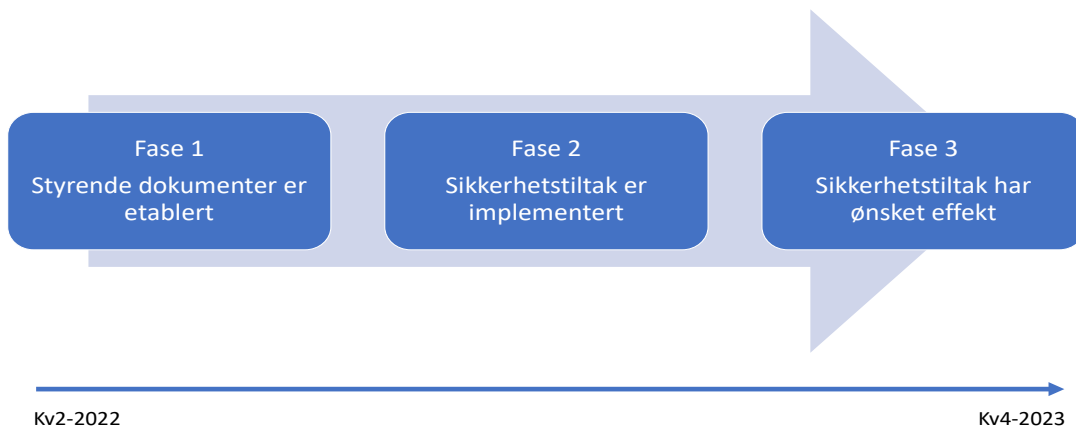 Fase 1
Styrende dokumenter er
etablert
Fase 2
Sikkerhetstiltak er
implementert
Fase 3
Sikkerhetstiltak har
ønsket effekt
Kv2-2022
Kv4-2023